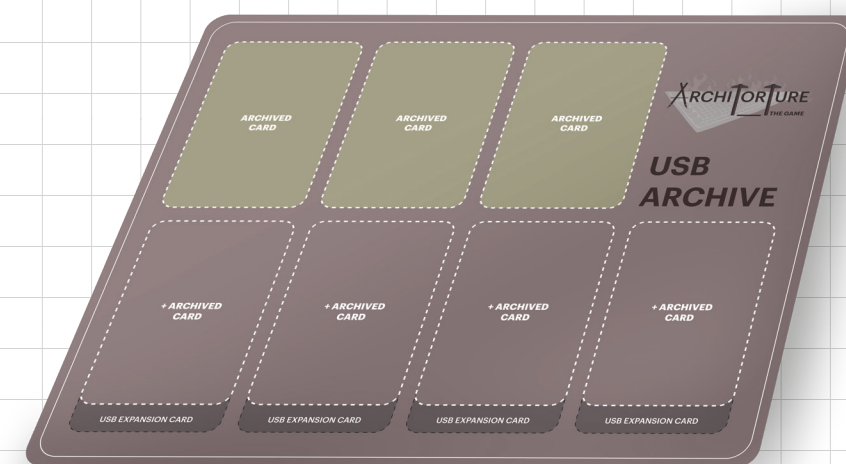 ARCHIVED
CARD
ARCHIVED
CARD
ARCHIVED
CARD
ARCHITORTURE
THE GAME
USB
ARCHIVE
+ ARCHIVED
CARD
+ ARCHIVED
CARD
+ ARCHIVED
CARD
+ ARCHIVED
CARD
USB EXPANSION CARD
USB EXPANSION CARD
USB EXPANSION CARD
USB EXPANSION CARD